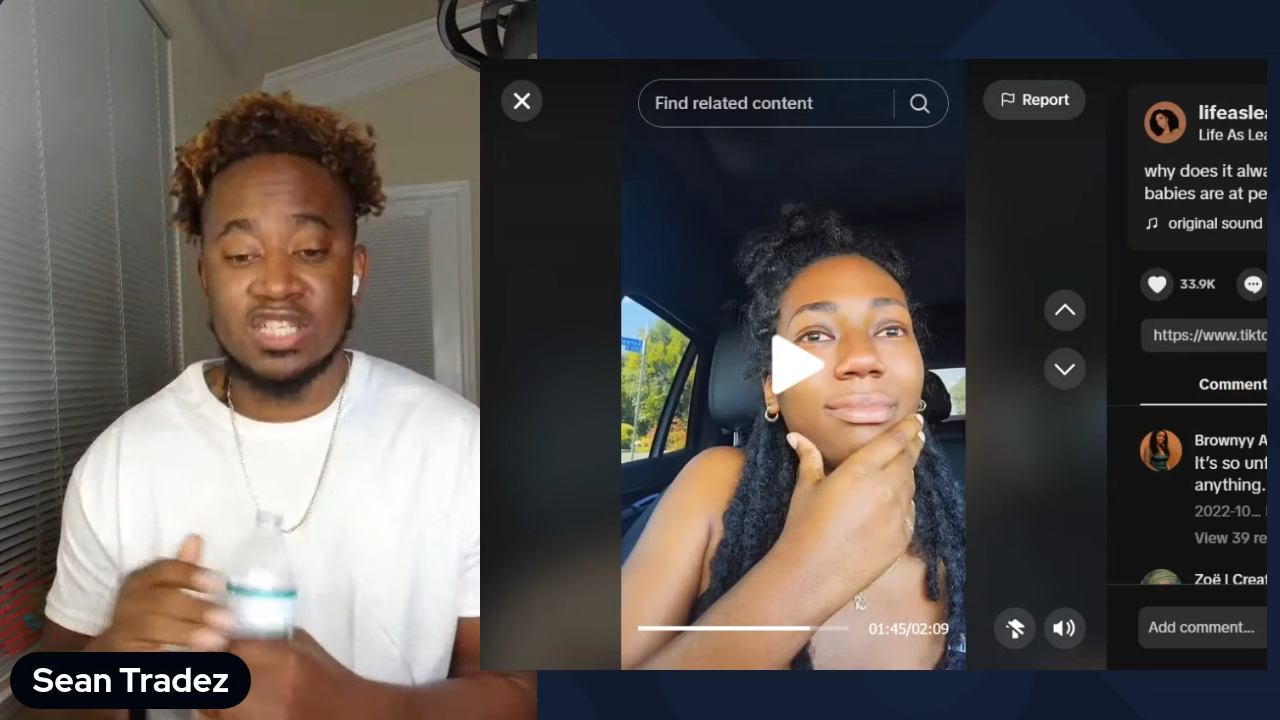 Find related content
Report
lifeaslea
Life As Lea
why does it alwa
babies are at pe
original sound
33.9K
https://www.tikto
Comment
Brownyy A
It's so unf
anything.
2022-10...
View 39 re
Zoë | Creat
Add comment...
01:45/02:09
Sean Tradez